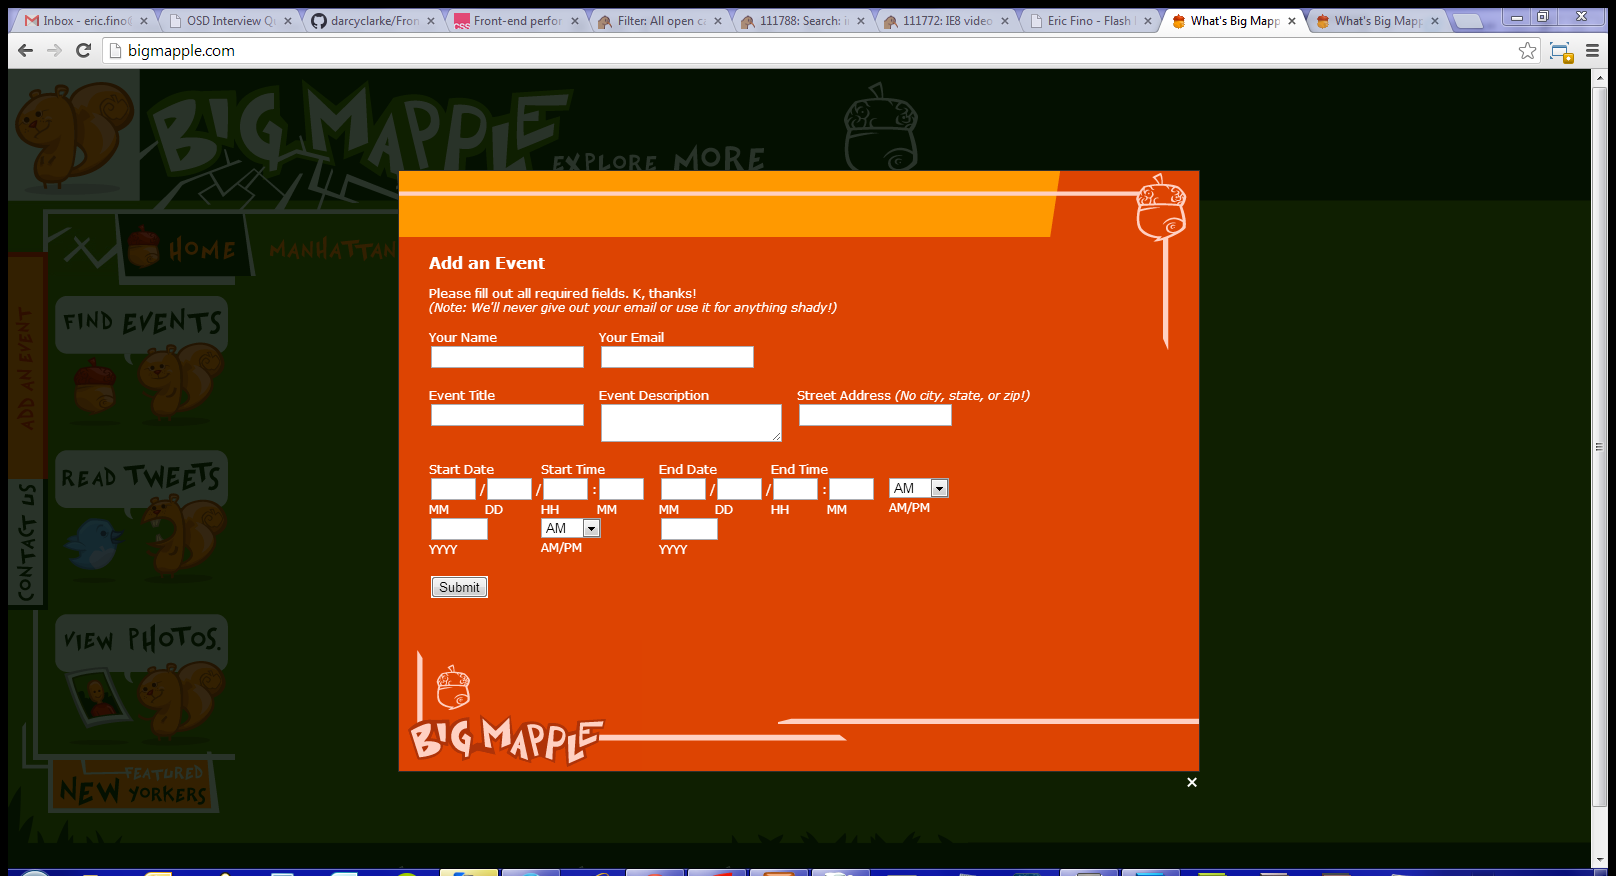 Inbox - eric.fino@
OSD Interview Qu
darcyclarke/Fron
Front-end perfor
Filter: All open ca
111788: Search: i
111772: IE8 video
Eric Fino - Flash
What's Big Mapp
What's Big Mapp
bigmapple.com
BIG MAPPLE
EXPLORE MORE
HOME
MANHATTAN
ADD AN EVENT
CONTACT US
FIND EVENTS
READ TWEETS
VIEW PHOTOS.
FEATURED
NEW YORKERS
Add an Event
Please fill out all required fields. K, thanks!
(Note: We'll never give out your email or use it for anything shady!)
Your Name Your Email
Event Title Event Description Street Address (No city, state, or zip!)
Start Date Start Time End Date End Time
/ / : / / : AM
MM DD HH MM MM DD HH MM AM/PM
AM
YYYY AM/PM YYYY
Submit
BIG MAPPLE
×